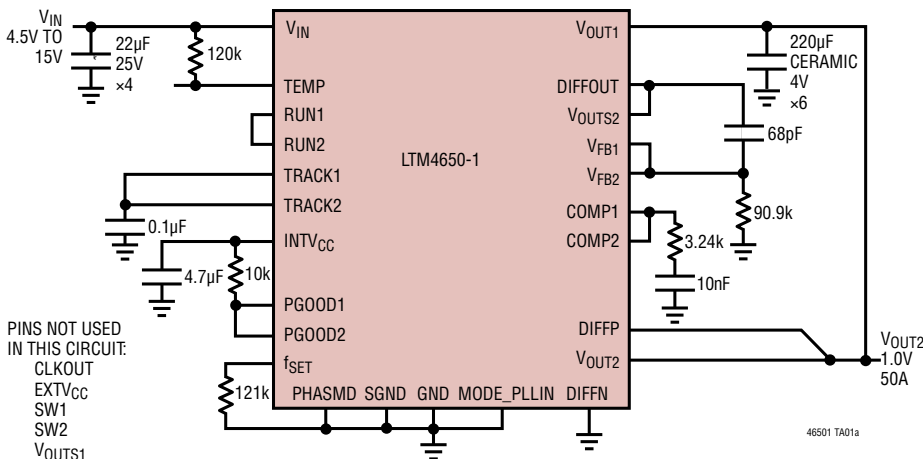 VIN
4.5V TO
15V
22µF
25V
×4
120k
VIN
TEMP
RUN1
RUN2
TRACK1
TRACK2
0.1µF
INTVCC
4.7µF
10k
PGOOD1
PGOOD2
fSET
121k
PHASMD SGND GND MODE_PLLIN DIFFN
LTM4650-1
VOUT1
DIFFOUT
VOUTS2
VFB1
VFB2
COMP1
COMP2
DIFFP
VOUT2
220µF
CERAMIC
4V
×6
68pF
90.9k
3.24k
10nF
VOUT2
1.0V
50A
PINS NOT USED
IN THIS CIRCUIT:
CLKOUT
EXTVCC
SW1
SW2
VOUTS1
46501 TA01a